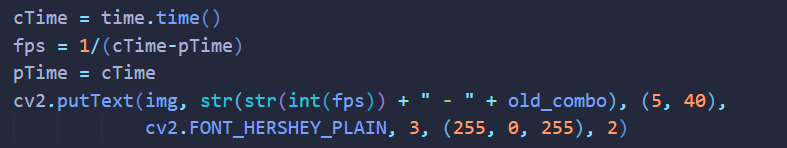 cTime = time.time()
fps = 1/(cTime-pTime)
pTime = cTime
cv2.putText(img, str(str(int(fps)) + " - " + old_combo), (5, 40),
            cv2.FONT_HERSHEY_PLAIN, 3, (255, 0, 255), 2)